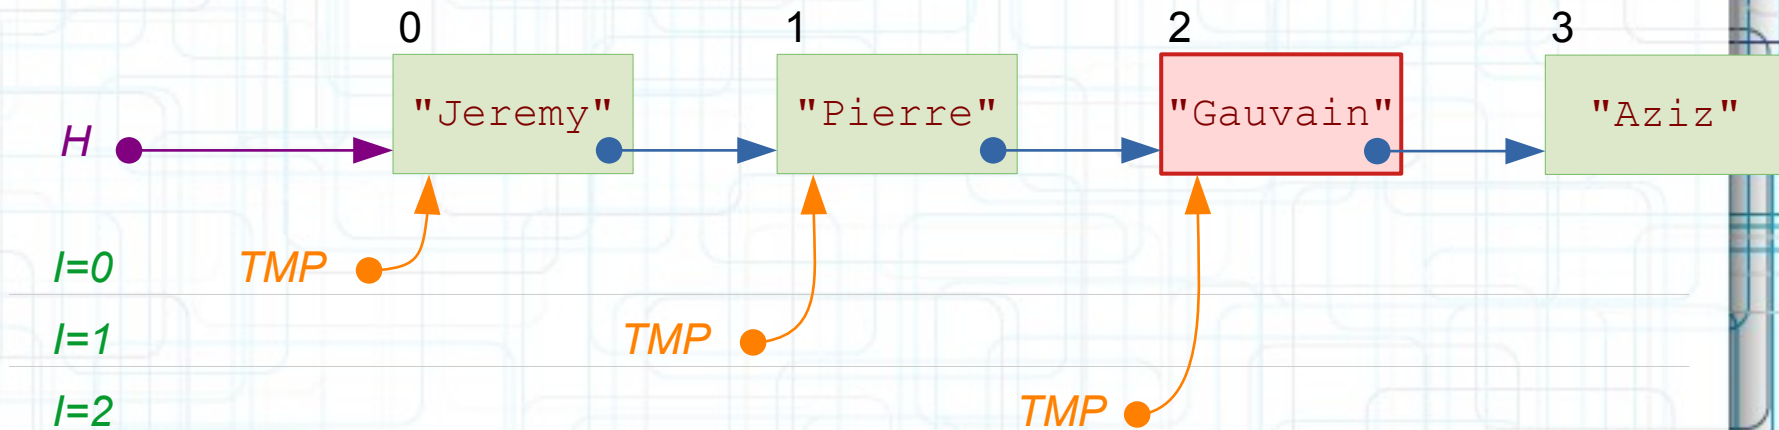 0 1 2 3
"Jeremy" "Pierre" "Gauvain" "Aziz"
H
I=0 TMP
I=1 TMP
I=2 TMP